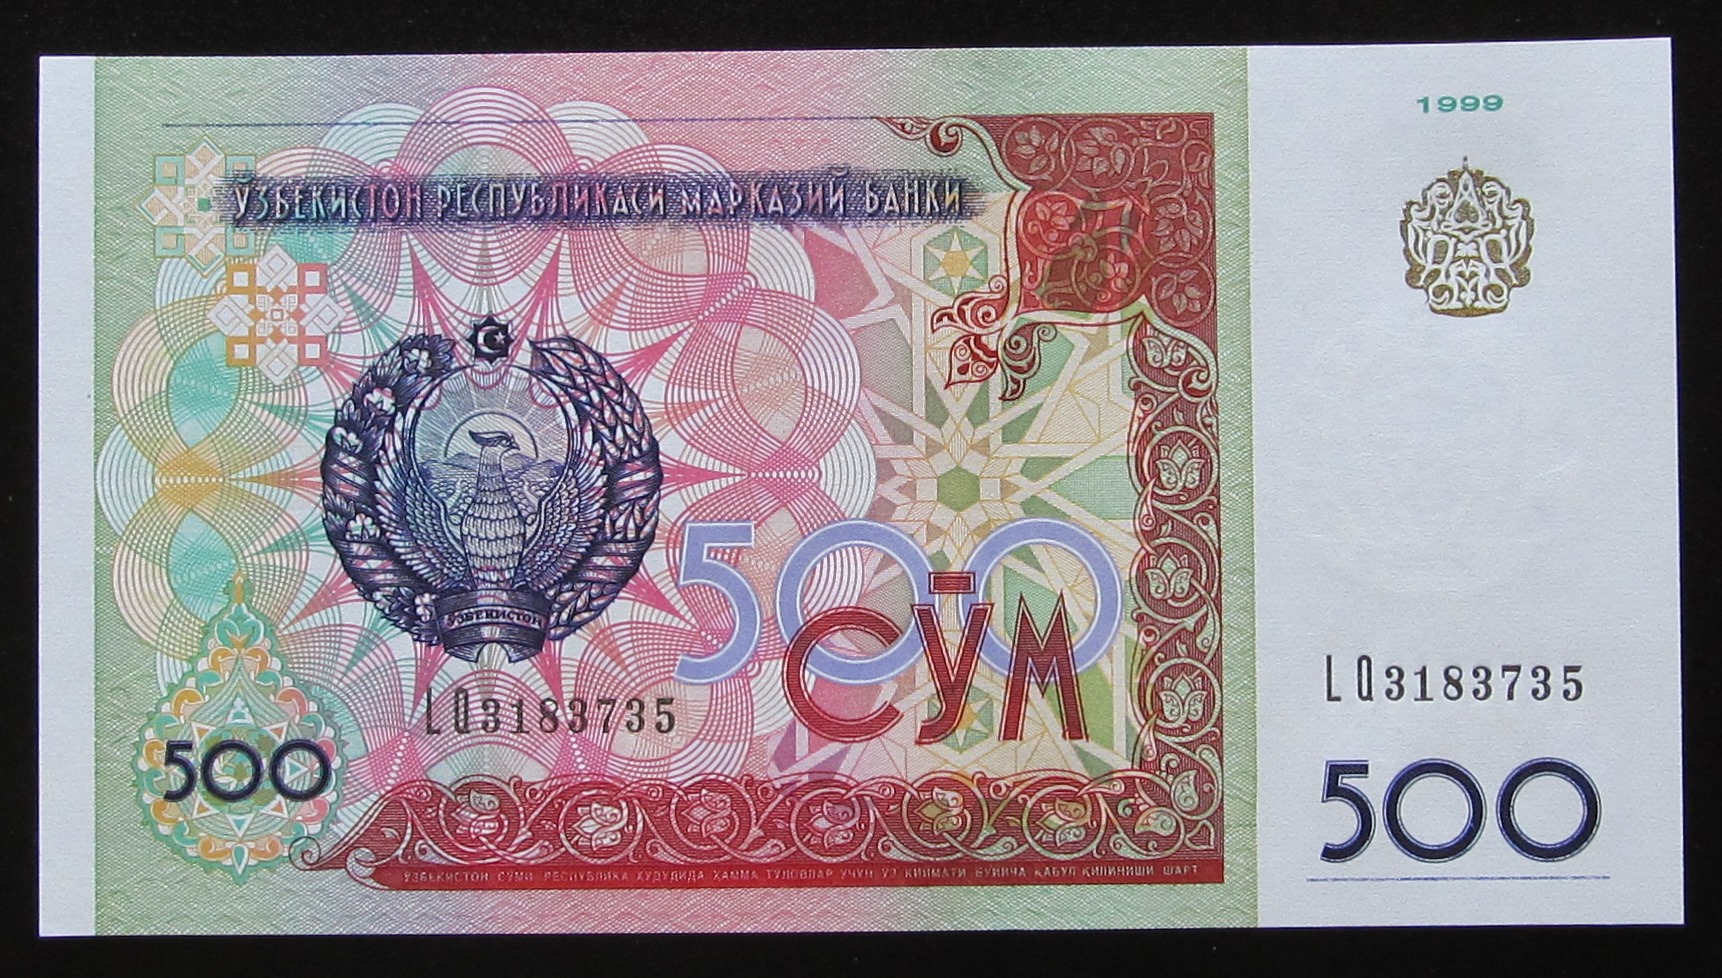 1999
ЎЗБЕКИСТОН РЕСПУБЛИКАСИ МАРКАЗИЙ БАНКИ
ЎЗБЕКИСТОН
500
СЎМ
LQ3183735
LQ3183735
500
500
ЎЗБЕКИСТОН СЎМИ РЕСПУБЛИКА ҲУДУДИДА ҲАММА ТЎЛОВЛАР УЧУН ЎЗ ҚИЙМАТИ БЎЙИЧА ҚАБУЛ ҚИЛИНИШИ ШАРТ